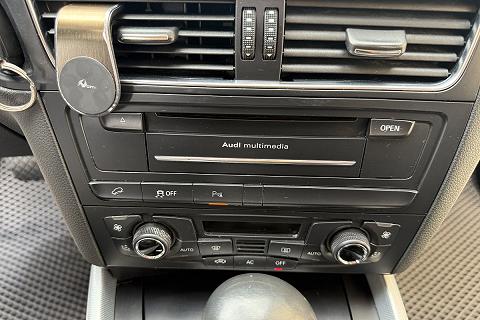 OPEN
Audi multimedia
OFF
P
AUTO
AUTO
AC
OFF